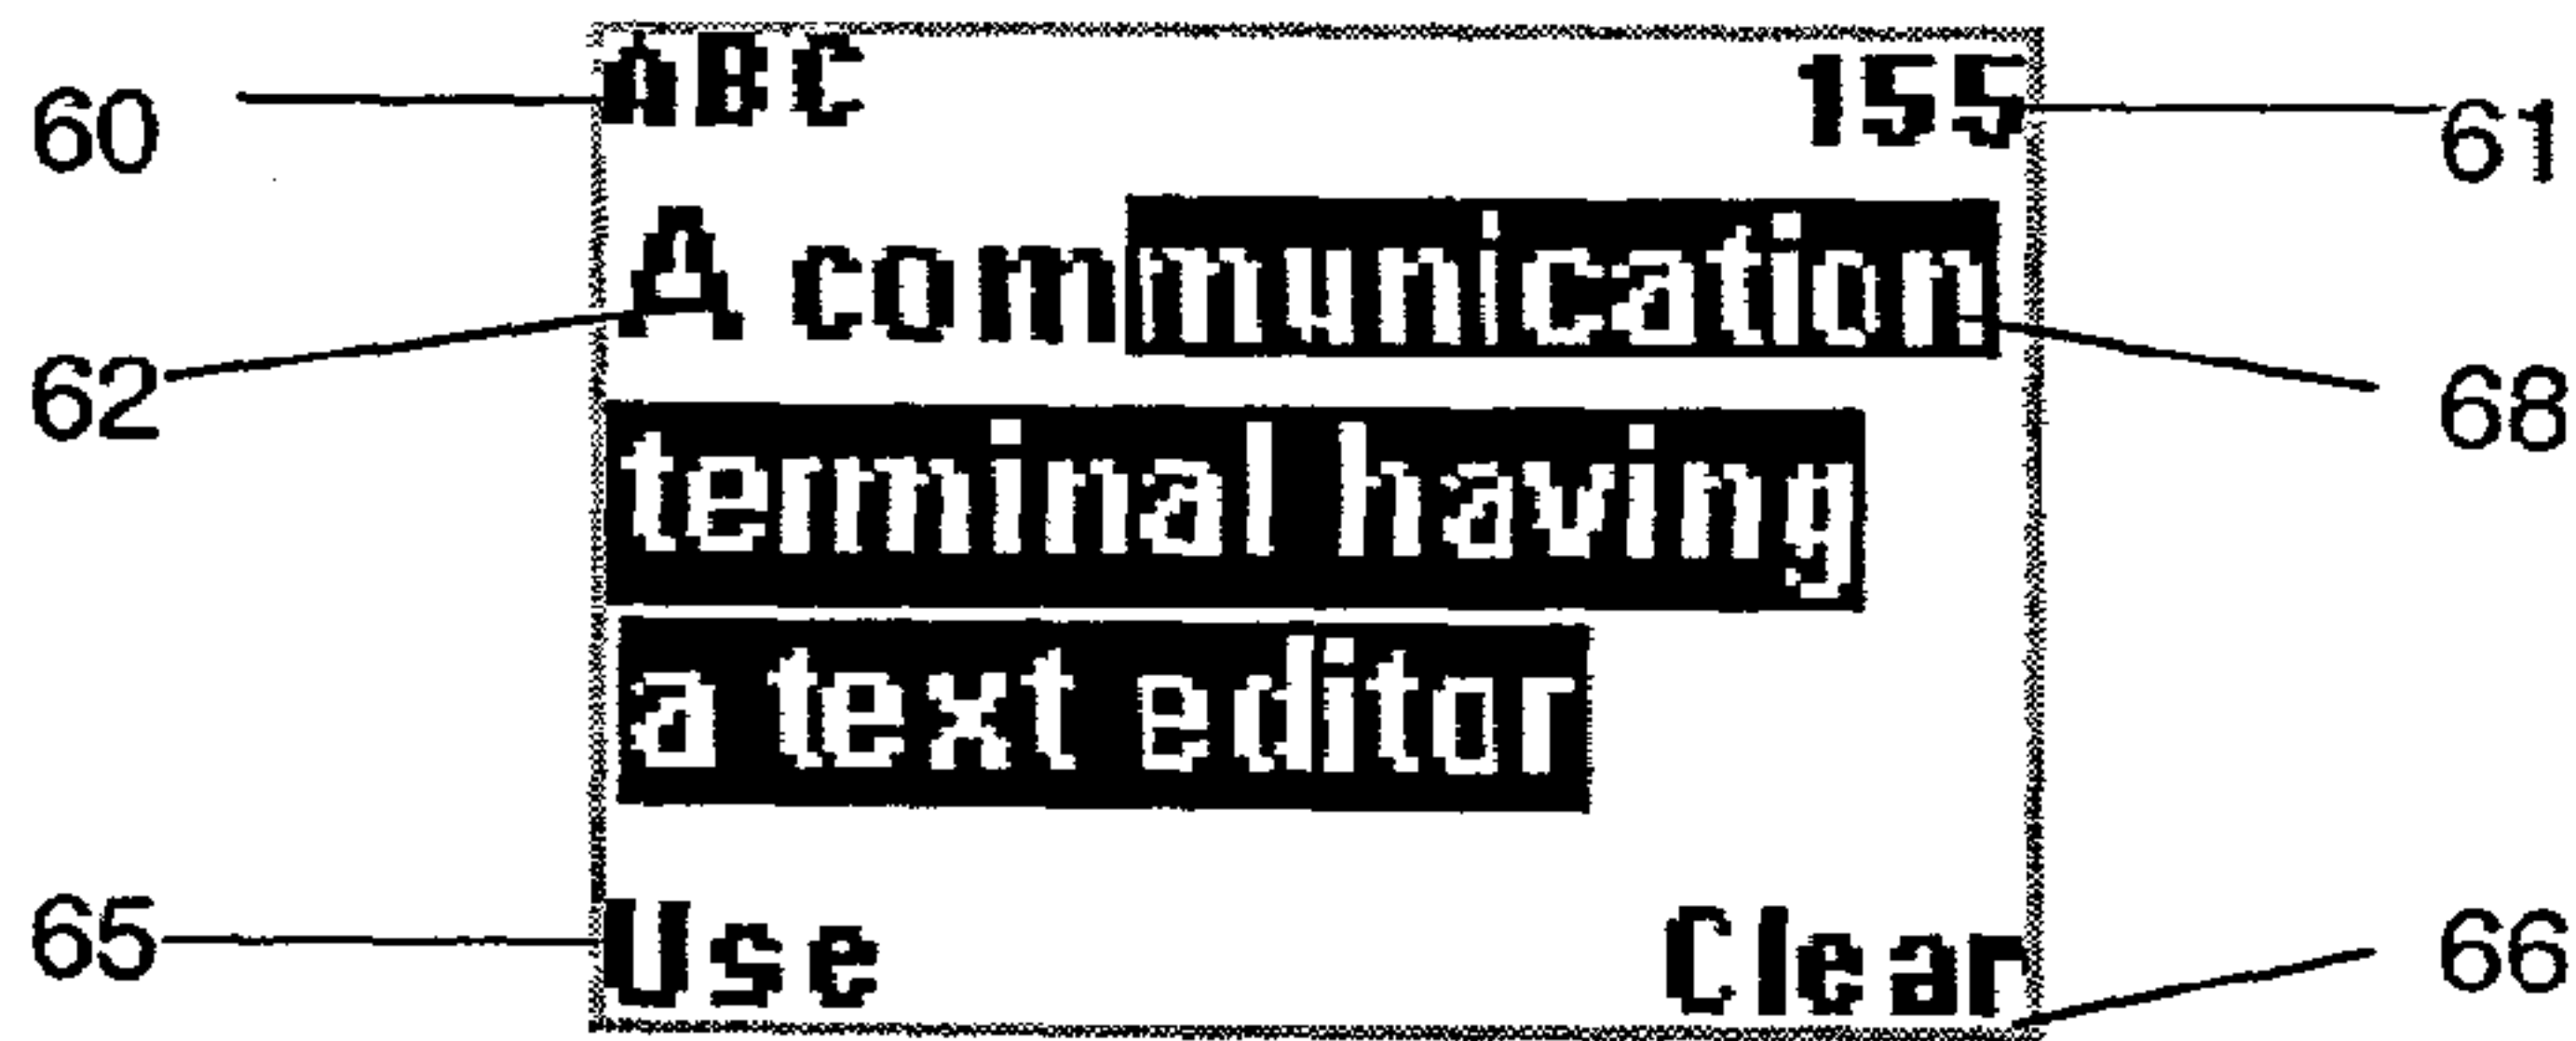 60 ABC 155 61
62 A communication 68
terminal having
a text editor
65 Use Clear 66